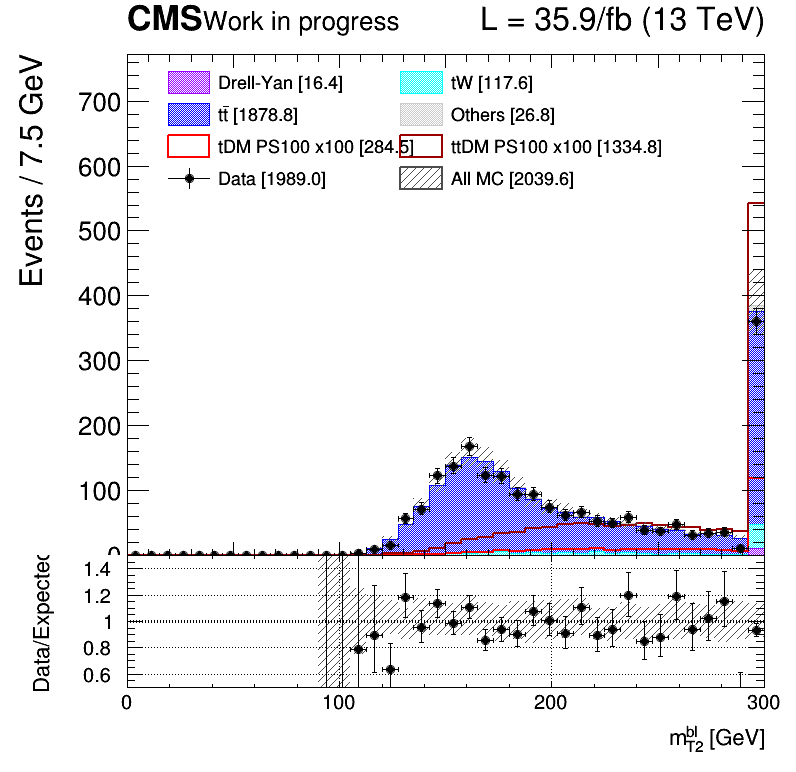 CMS Work in progress L = 35.9/fb (13 TeV)
Events / 7.5 GeV
700
600
500
400
300
200
100
0
Drell-Yan [16.4] tW [117.6]
tt̄ [1878.8] Others [26.8]
tDM PS100 x100 [284.5] ttDM PS100 x100 [1334.8]
Data [1989.0] All MC [2039.6]
Data/Expected
1.4
1.2
1
0.8
0.6
0 100 200 300
m_{T2}^{bl} [GeV]